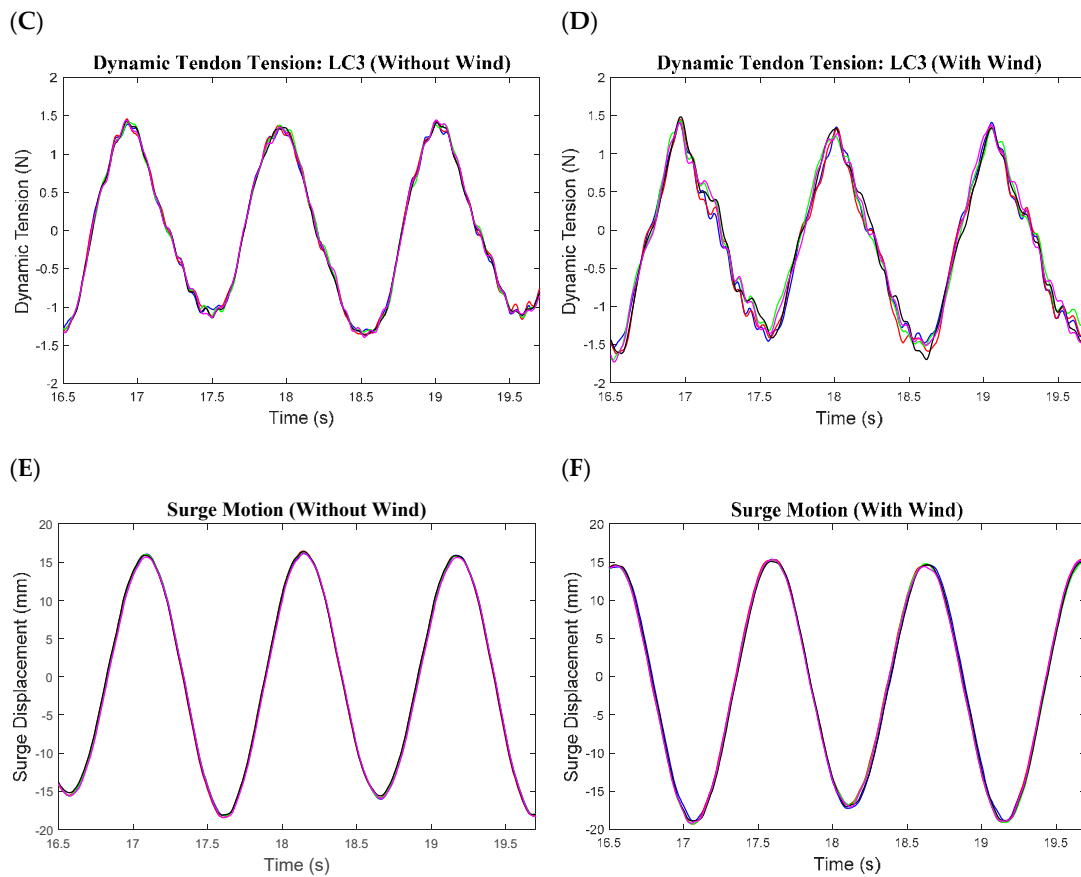 (C)
Dynamic Tendon Tension: LC3 (Without Wind)
Dynamic Tension (N)
2
1.5
1
0.5
0
-0.5
-1
-1.5
-2
16.5 17 17.5 18 18.5 19 19.5
Time (s)
(D)
Dynamic Tendon Tension: LC3 (With Wind)
Dynamic Tension (N)
2
1.5
1
0.5
0
-0.5
-1
-1.5
-2
16.5 17 17.5 18 18.5 19 19.5
Time (s)
(E)
Surge Motion (Without Wind)
Surge Displacement (mm)
20
15
10
5
0
-5
-10
-15
-20
16.5 17 17.5 18 18.5 19 19.5
Time (s)
(F)
Surge Motion (With Wind)
Surge Displacement (mm)
20
15
10
5
0
-5
-10
-15
-20
16.5 17 17.5 18 18.5 19 19.5
Time (s)